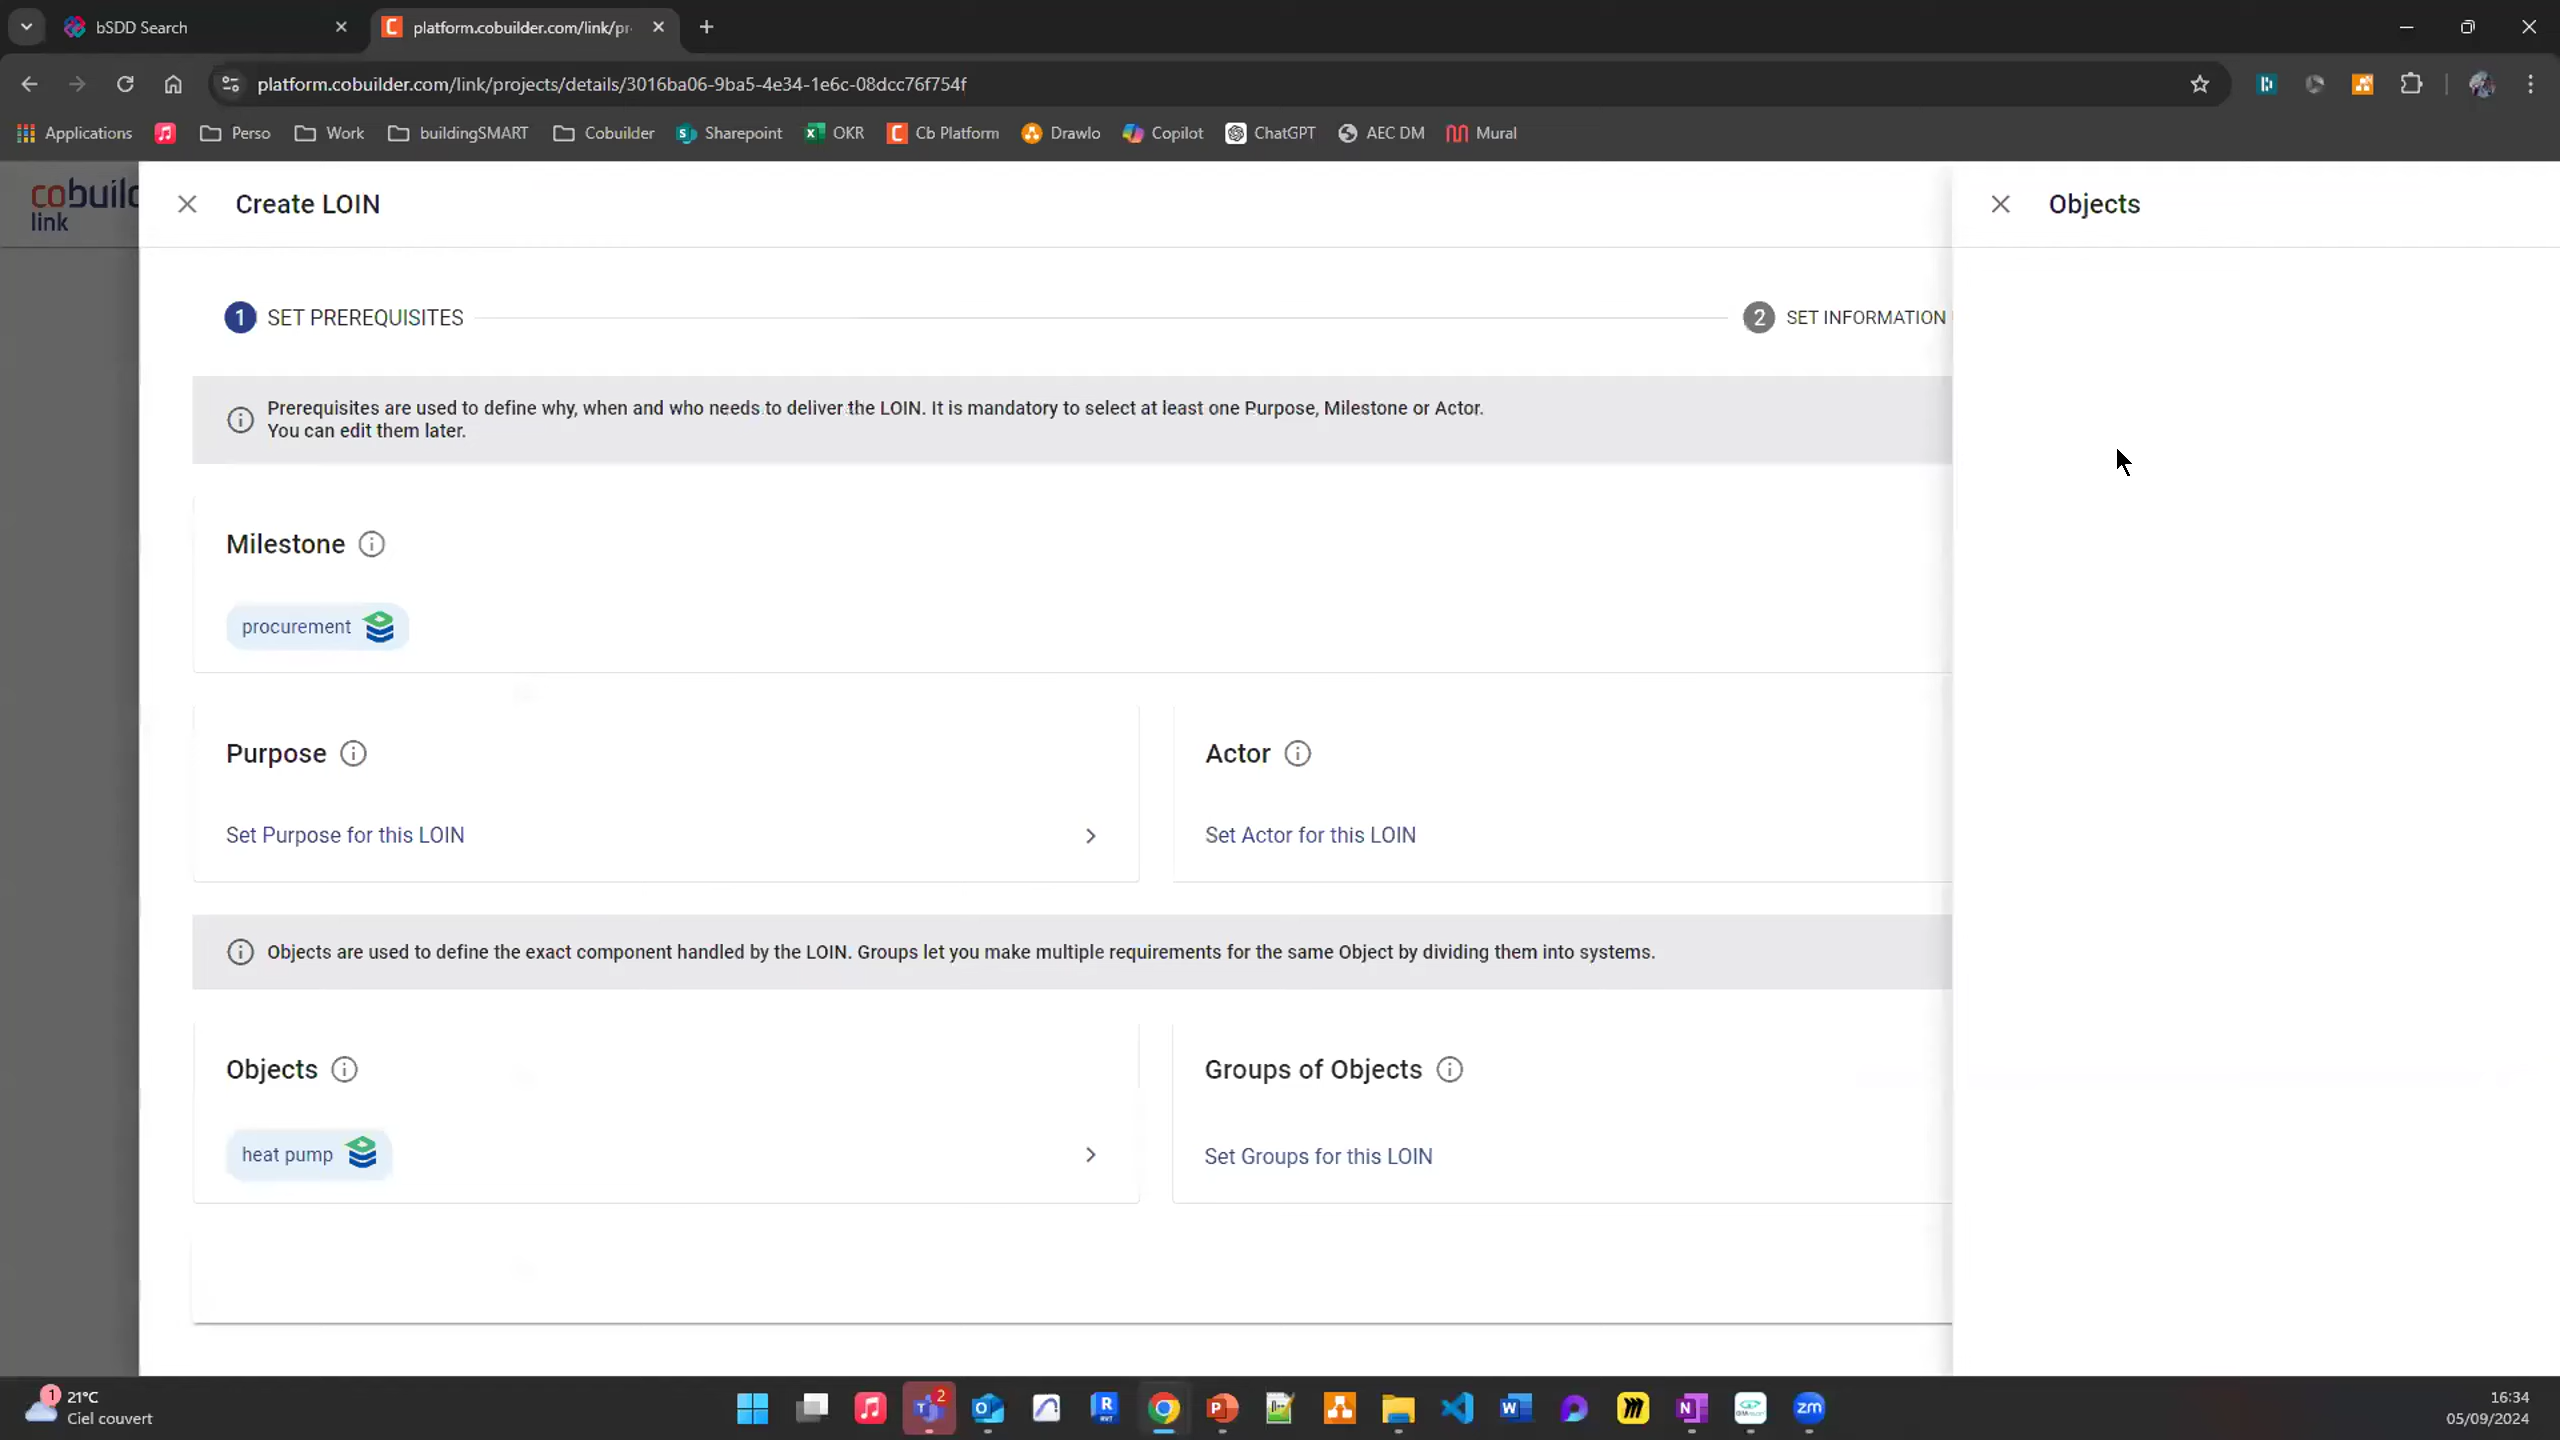 bSDD Search
platform.cobuilder.com/link/pr
platform.cobuilder.com/link/projects/details/3016ba06-9ba5-4e34-1e6c-08dcc76f754f
Applications
Perso
Work
buildingSMART
Cobuilder
Sharepoint
OKR
Cb Platform
Drawlo
Copilot
ChatGPT
AEC DM
Mural
cobuild
link
Create LOIN
Objects
1 SET PREREQUISITES
2 SET INFORMATION
Prerequisites are used to define why, when and who needs to deliver the LOIN. It is mandatory to select at least one Purpose, Milestone or Actor.
You can edit them later.
Milestone
procurement
Purpose
Actor
Set Purpose for this LOIN
Set Actor for this LOIN
Objects are used to define the exact component handled by the LOIN. Groups let you make multiple requirements for the same Object by dividing them into systems.
Objects
Groups of Objects
heat pump
Set Groups for this LOIN
1
21°C
Ciel couvert
2
zm
16:34
05/09/2024